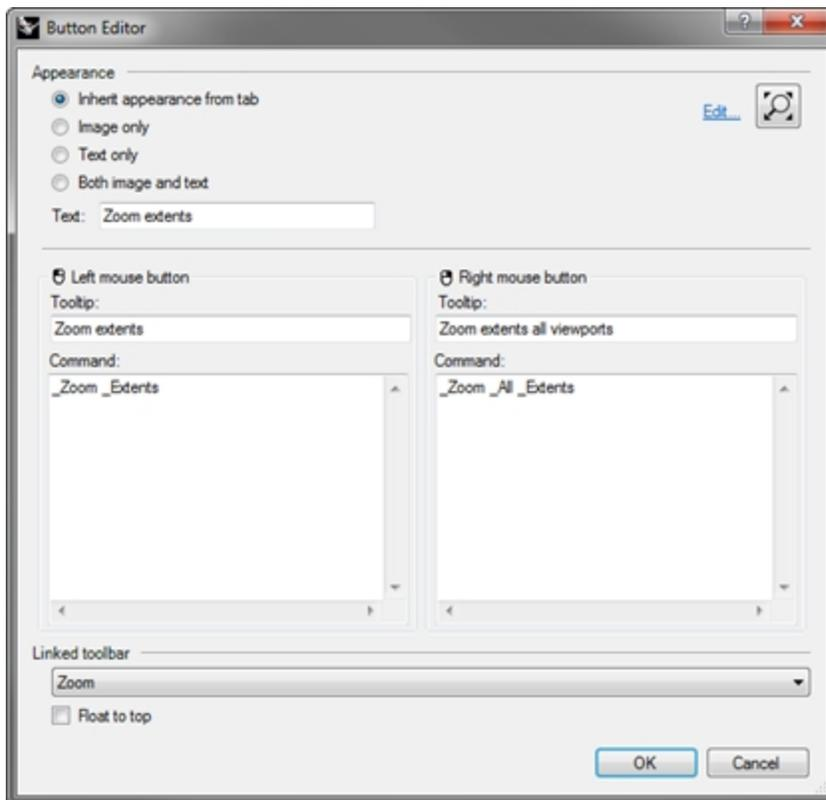 Button Editor
Appearance
Inherit appearance from tab
Image only
Edit...
Text only
Both image and text
Text: Zoom extents
Left mouse button
Tooltip:
Zoom extents
Command:
_Zoom _Extents
Right mouse button
Tooltip:
Zoom extents all viewports
Command:
_Zoom _All _Extents
Linked toolbar
Zoom
Float to top
OK Cancel